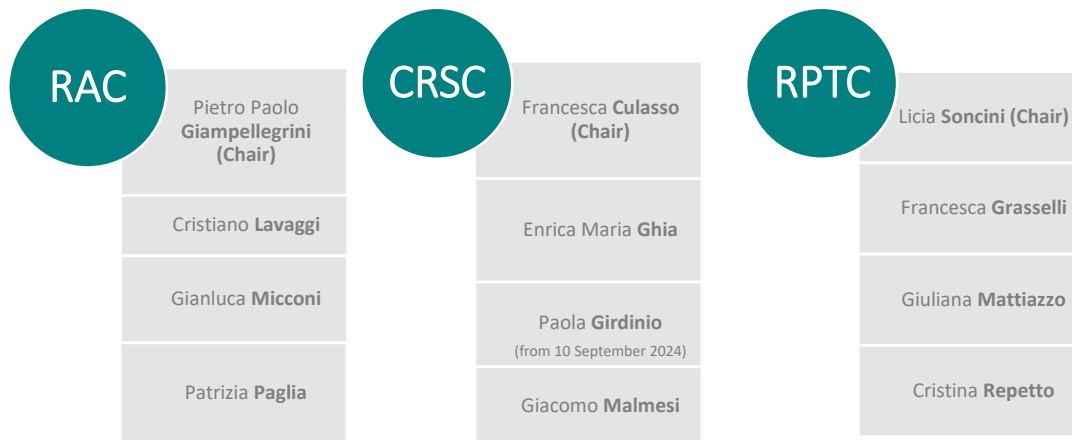 RAC
Pietro Paolo
Giampellegrini
(Chair)
Cristiano Lavaggi
Gianluca Micconi
Patrizia Paglia
CRSC
Francesca Culasso
(Chair)
Enrica Maria Ghia
Paola Girdinio
(from 10 September 2024)
Giacomo Malmesi
RPTC
Licia Soncini (Chair)
Francesca Grasselli
Giuliana Mattiazzo
Cristina Repetto